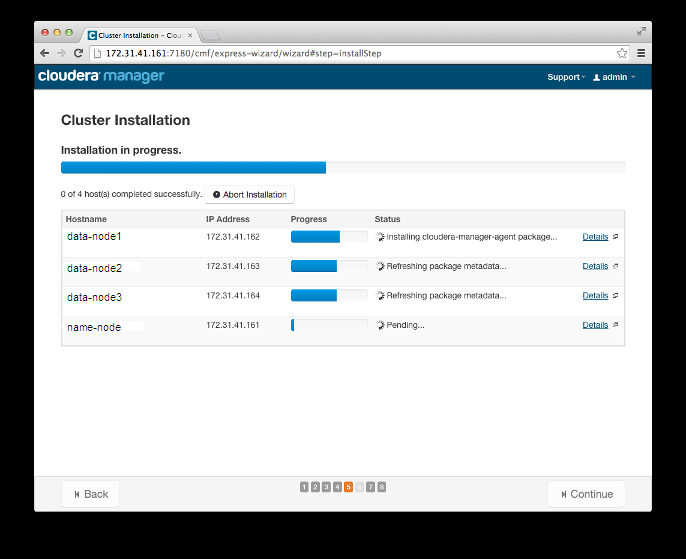 Cluster Installation - Clou
172.31.41.161:7180/cmf/express-wizard/wizard#step=installStep
cloudera manager Support admin
Cluster Installation
Installation in progress.
0 of 4 host(s) completed successfully. Abort Installation
Hostname IP Address Progress Status
data-node1 172.31.41.162 Installing cloudera-manager-agent package... Details
data-node2 172.31.41.163 Refreshing package metadata... Details
data-node3 172.31.41.164 Refreshing package metadata... Details
name-node 172.31.41.161 Pending... Details
Back 1 2 3 4 5 6 7 8 Continue